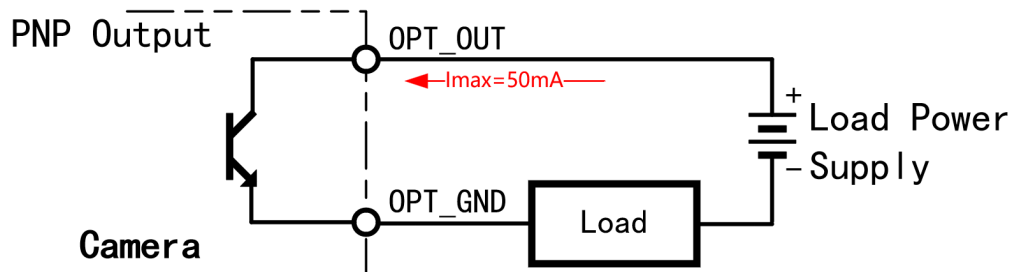 PNP Output
OPT_OUT
Imax=50mA
+
Load Power
- Supply
OPT_GND
Load
Camera